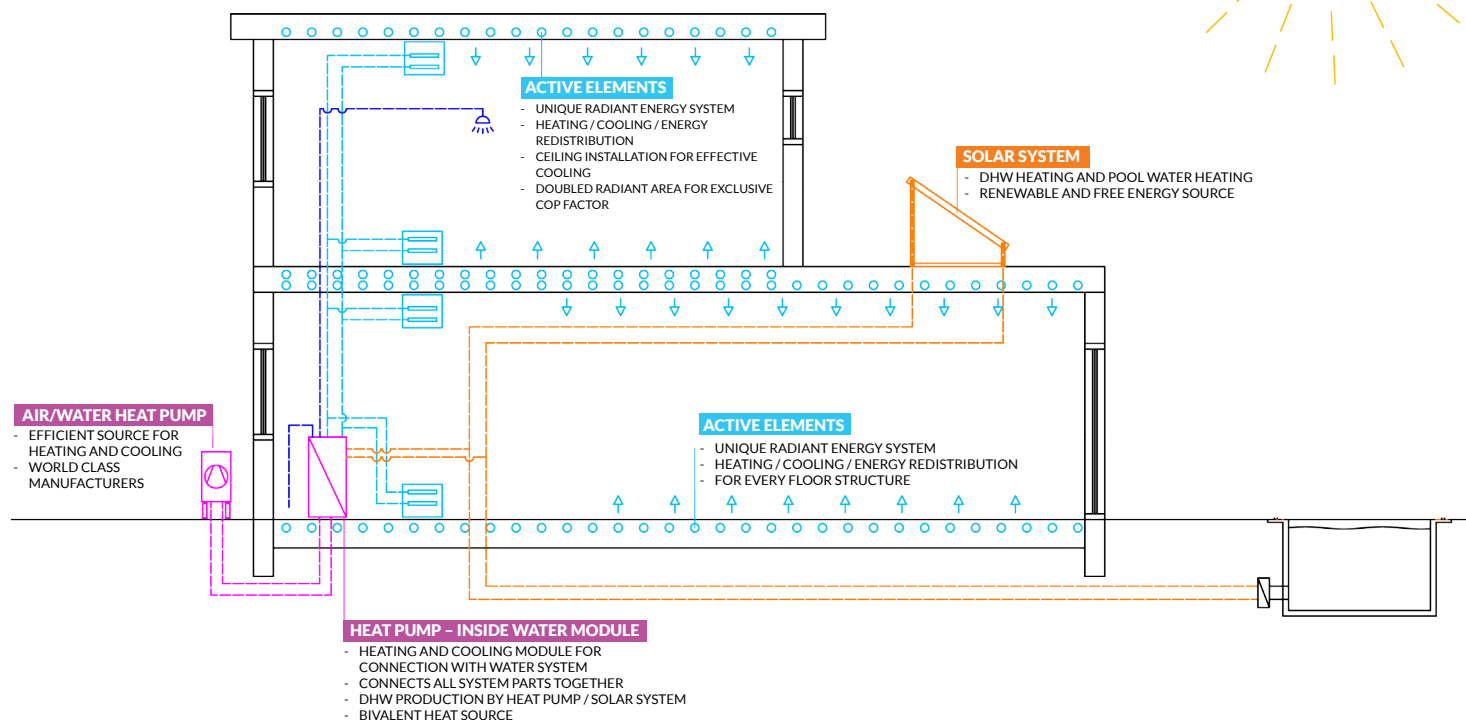 ACTIVE ELEMENTS
- UNIQUE RADIANT ENERGY SYSTEM
- HEATING / COOLING / ENERGY
REDISTRIBUTION
- CEILING INSTALLATION FOR EFFECTIVE
COOLING
- DOUBLED RADIANT AREA FOR EXCLUSIVE
COP FACTOR
SOLAR SYSTEM
- DHW HEATING AND POOL WATER HEATING
- RENEWABLE AND FREE ENERGY SOURCE
AIR/WATER HEAT PUMP
- EFFICIENT SOURCE FOR
HEATING AND COOLING
- WORLD CLASS
MANUFACTURERS
ACTIVE ELEMENTS
- UNIQUE RADIANT ENERGY SYSTEM
- HEATING / COOLING / ENERGY REDISTRIBUTION
- FOR EVERY FLOOR STRUCTURE
HEAT PUMP – INSIDE WATER MODULE
- HEATING AND COOLING MODULE FOR
CONNECTION WITH WATER SYSTEM
- CONNECTS ALL SYSTEM PARTS TOGETHER
- DHW PRODUCTION BY HEAT PUMP / SOLAR SYSTEM
- BIVALENT HEAT SOURCE